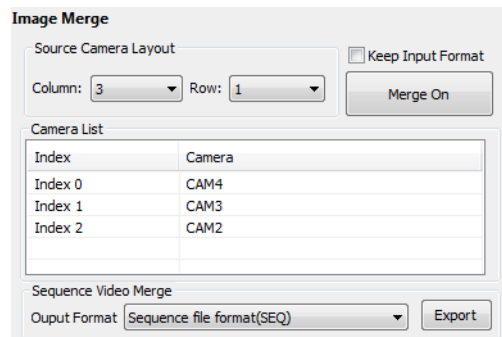 Image Merge
Source Camera Layout
Keep Input Format
Column: 3 Row: 1
Merge On
Camera List
Index Camera
Index 0 CAM4
Index 1 CAM3
Index 2 CAM2
Sequence Video Merge
Ouput Format Sequence file format(SEQ) Export